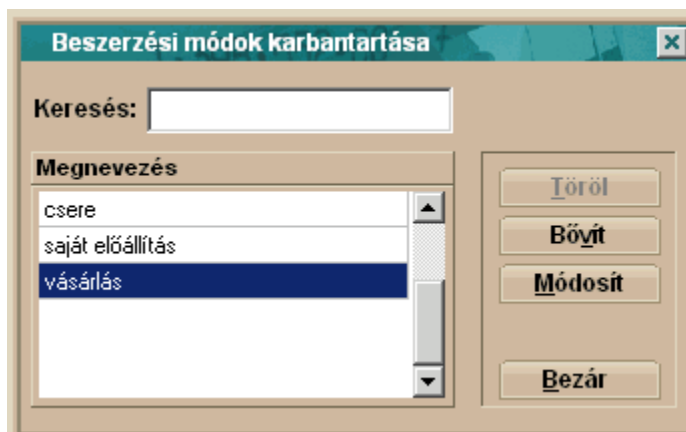 Beszerzési módok karbantartása
Keresés:
Megnevezés
csere
saját előállítás
vásárlás
Töröl
Bővít
Módosít
Bezár